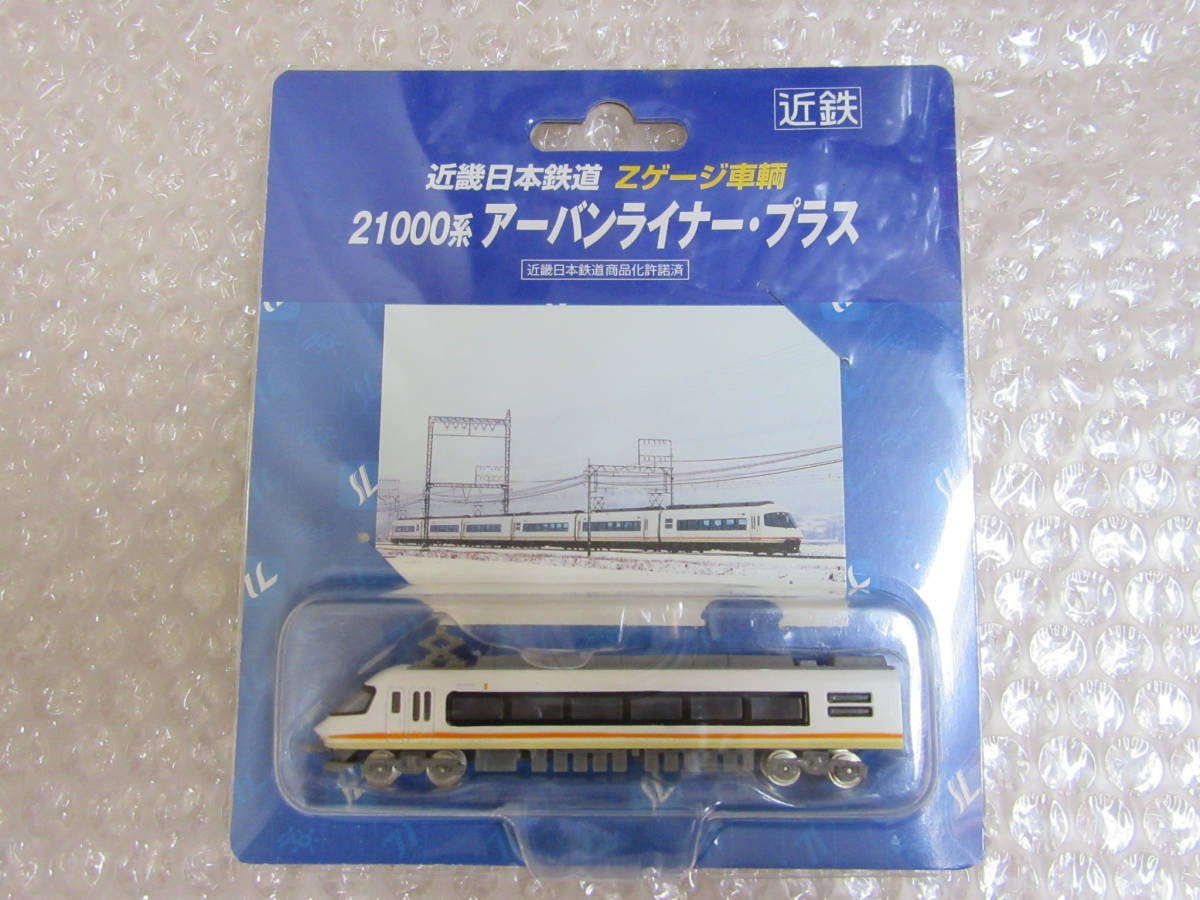 近鉄
近畿日本鉄道 Zゲージ車輌
21000系 アーバンライナー・プラス
近畿日本鉄道商品化許諾済
SL
SL